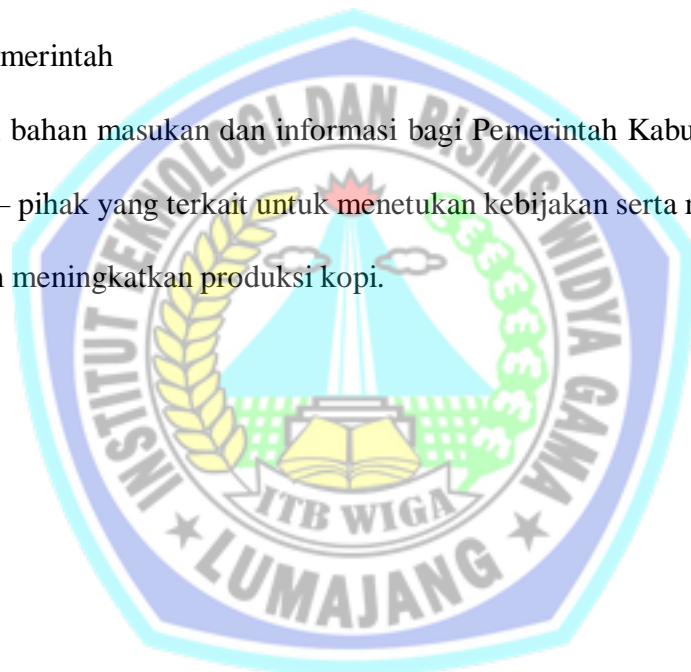 merintah
bahan masukan dan informasi bagi Pemerintah Kabu
– pihak yang terkait untuk menetukan kebijakan serta
meningkatkan produksi kopi.
INSTITUT TEKNOLOGI DAN BISNIS WIDYA GAMA
ITB WIGA
★ LUMAJANG ★